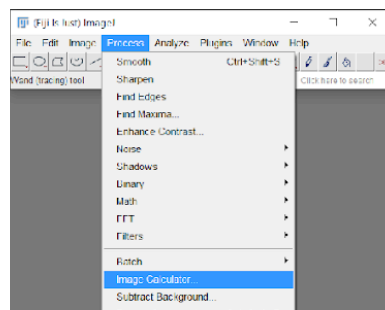 (Fiji Is Just) ImageJ
File Edit Image Process Analyze Plugins Window Help
Wand (tracing) tool
Click here to search
Smooth Ctrl+Shift+S
Sharpen
Find Edges
Find Maxima...
Enhance Contrast...
Noise
Shadows
Binary
Math
FFT
Filters
Batch
Image Calculator...
Subtract Background...